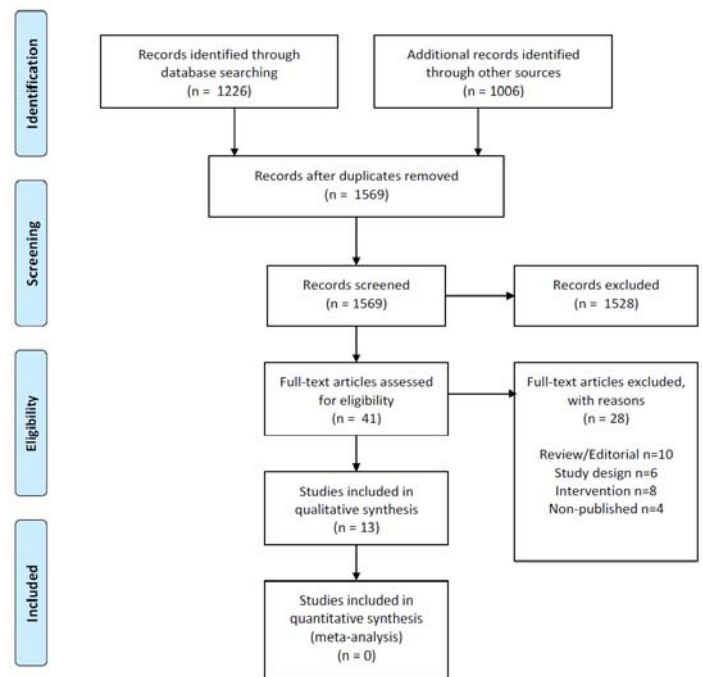 Identification
Records identified through
database searching
(n = 1226)
Additional records identified
through other sources
(n = 1006)
Records after duplicates removed
(n = 1569)
Screening
Records screened
(n = 1569)
Records excluded
(n = 1528)
Eligibility
Full-text articles assessed
for eligibility
(n = 41)
Full-text articles excluded,
with reasons
(n = 28)
Review/Editorial n=10
Study design n=6
Intervention n=8
Non-published n=4
Studies included in
qualitative synthesis
(n = 13)
Included
Studies included in
quantitative synthesis
(meta-analysis)
(n = 0)